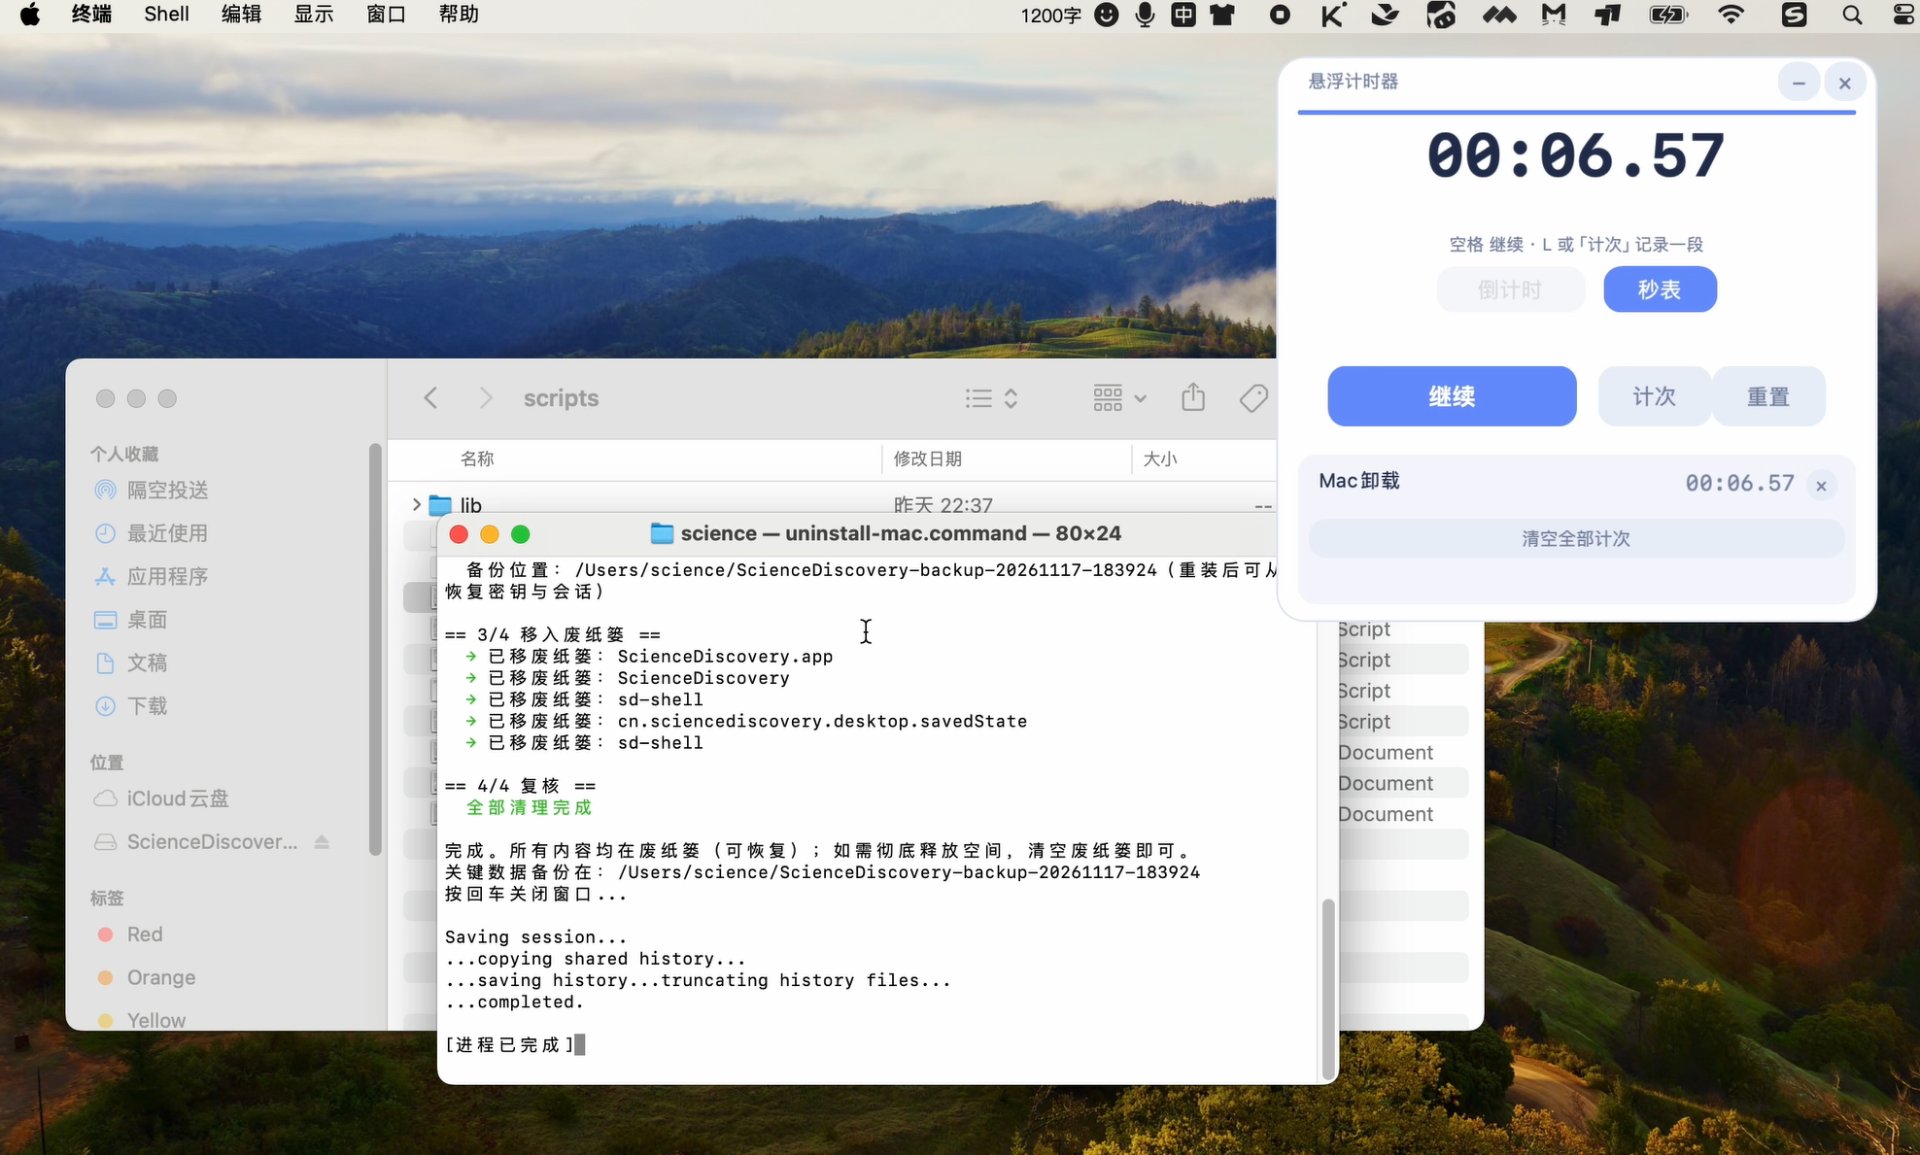 终端 Shell 编辑 显示 窗口 帮助 1200字 中
悬浮计时器
00:06.57
空格 继续 · L 或「计次」记录一段
倒计时 秒表
继续 计次 重置
Mac卸载 00:06.57
清空全部计次
scripts
个人收藏
隔空投送
最近使用
应用程序
桌面
文稿
下载
位置
iCloud云盘
ScienceDiscover...
标签
Red
Orange
Yellow
名称 修改日期 大小
lib 昨天 22:37 --
Script
Script
Script
Script
Document
Document
Document
science — uninstall-mac.command — 80×24
备份位置：/Users/science/ScienceDiscovery-backup-20261117-183924（重装后可从
恢复密钥与会话）
== 3/4 移入废纸篓 ==
→ 已移废纸篓：ScienceDiscovery.app
→ 已移废纸篓：ScienceDiscovery
→ 已移废纸篓：sd-shell
→ 已移废纸篓：cn.sciencediscovery.desktop.savedState
→ 已移废纸篓：sd-shell
== 4/4 复核 ==
全部清理完成
完成。所有内容均在废纸篓（可恢复）；如需彻底释放空间，清空废纸篓即可。
关键数据备份在：/Users/science/ScienceDiscovery-backup-20261117-183924
按回车关闭窗口...
Saving session...
...copying shared history...
...saving history...truncating history files...
...completed.
[进程已完成]